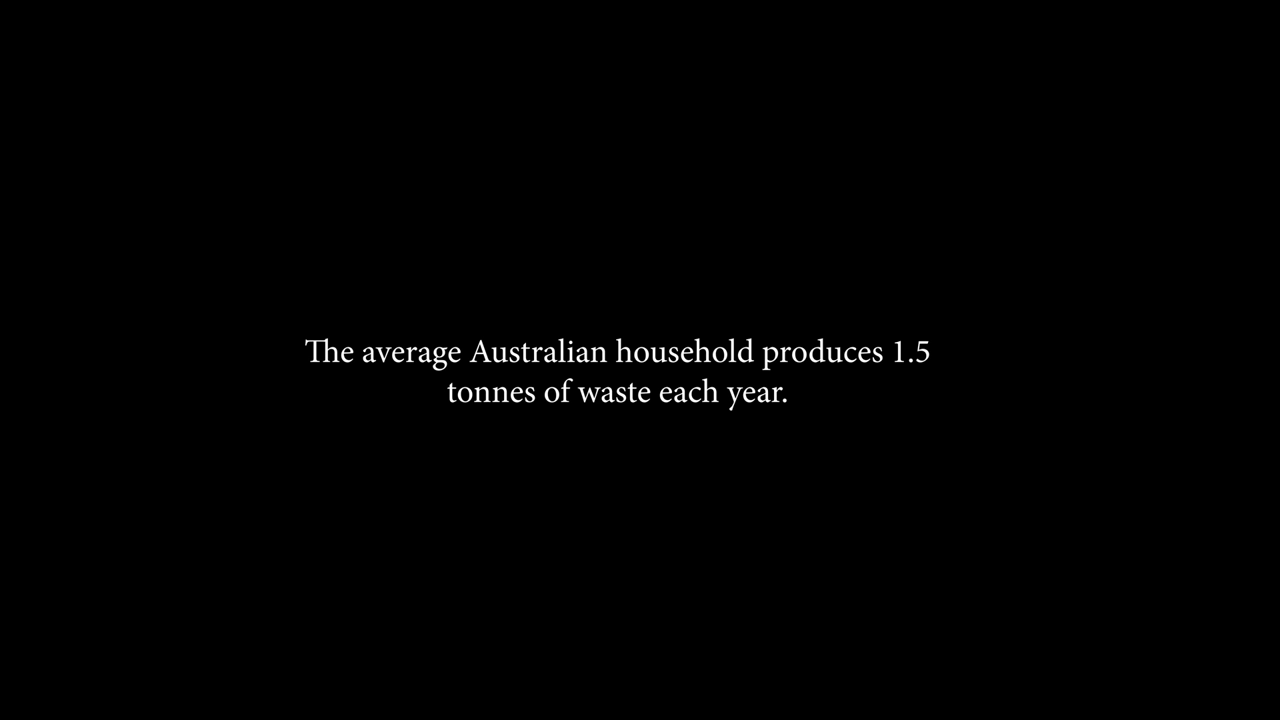 The average Australian household produces 1.5
tonnes of waste each year.